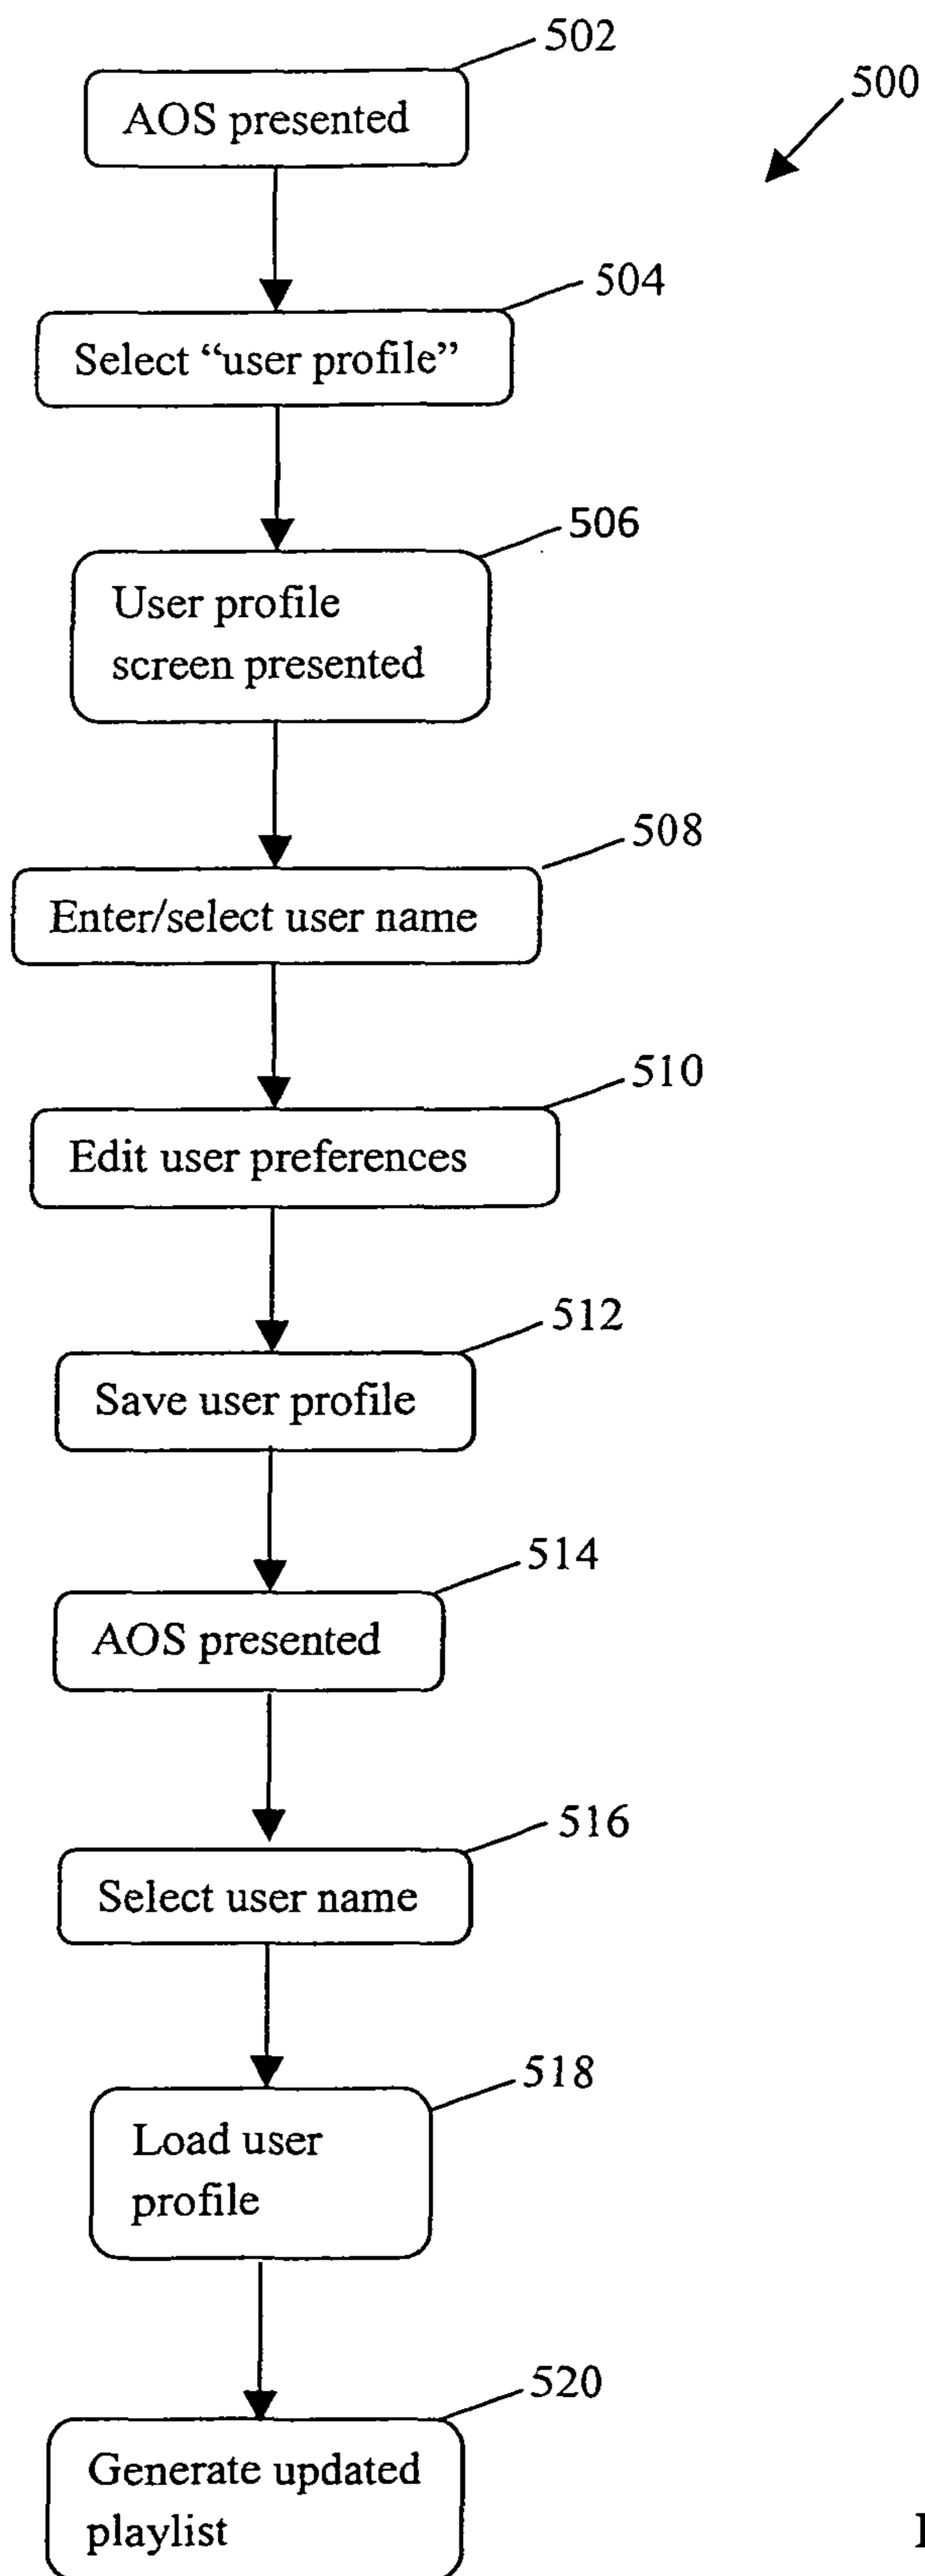 502
500
AOS presented
504
Select “user profile”
506
User profile
screen presented
508
Enter/select user name
510
Edit user preferences
512
Save user profile
514
AOS presented
516
Select user name
518
Load user
profile
520
Generate updated
playlist